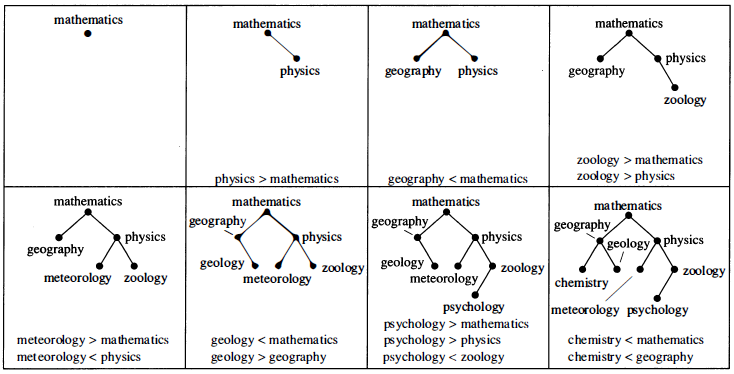 mathematics
mathematics
physics
physics > mathematics
mathematics
geography physics
geography < mathematics
mathematics
physics
geography
zoology
zoology > mathematics
zoology > physics
mathematics
physics
geography
meteorology zoology
meteorology > mathematics
meteorology < physics
mathematics
geography
physics
geology zoology
meteorology
geology < mathematics
geology > geography
mathematics
geography
physics
geology zoology
meteorology
psychology
psychology > mathematics
psychology > physics
psychology < zoology
mathematics
geography
geology physics
zoology
chemistry
meteorology psychology
chemistry < mathematics
chemistry < geography